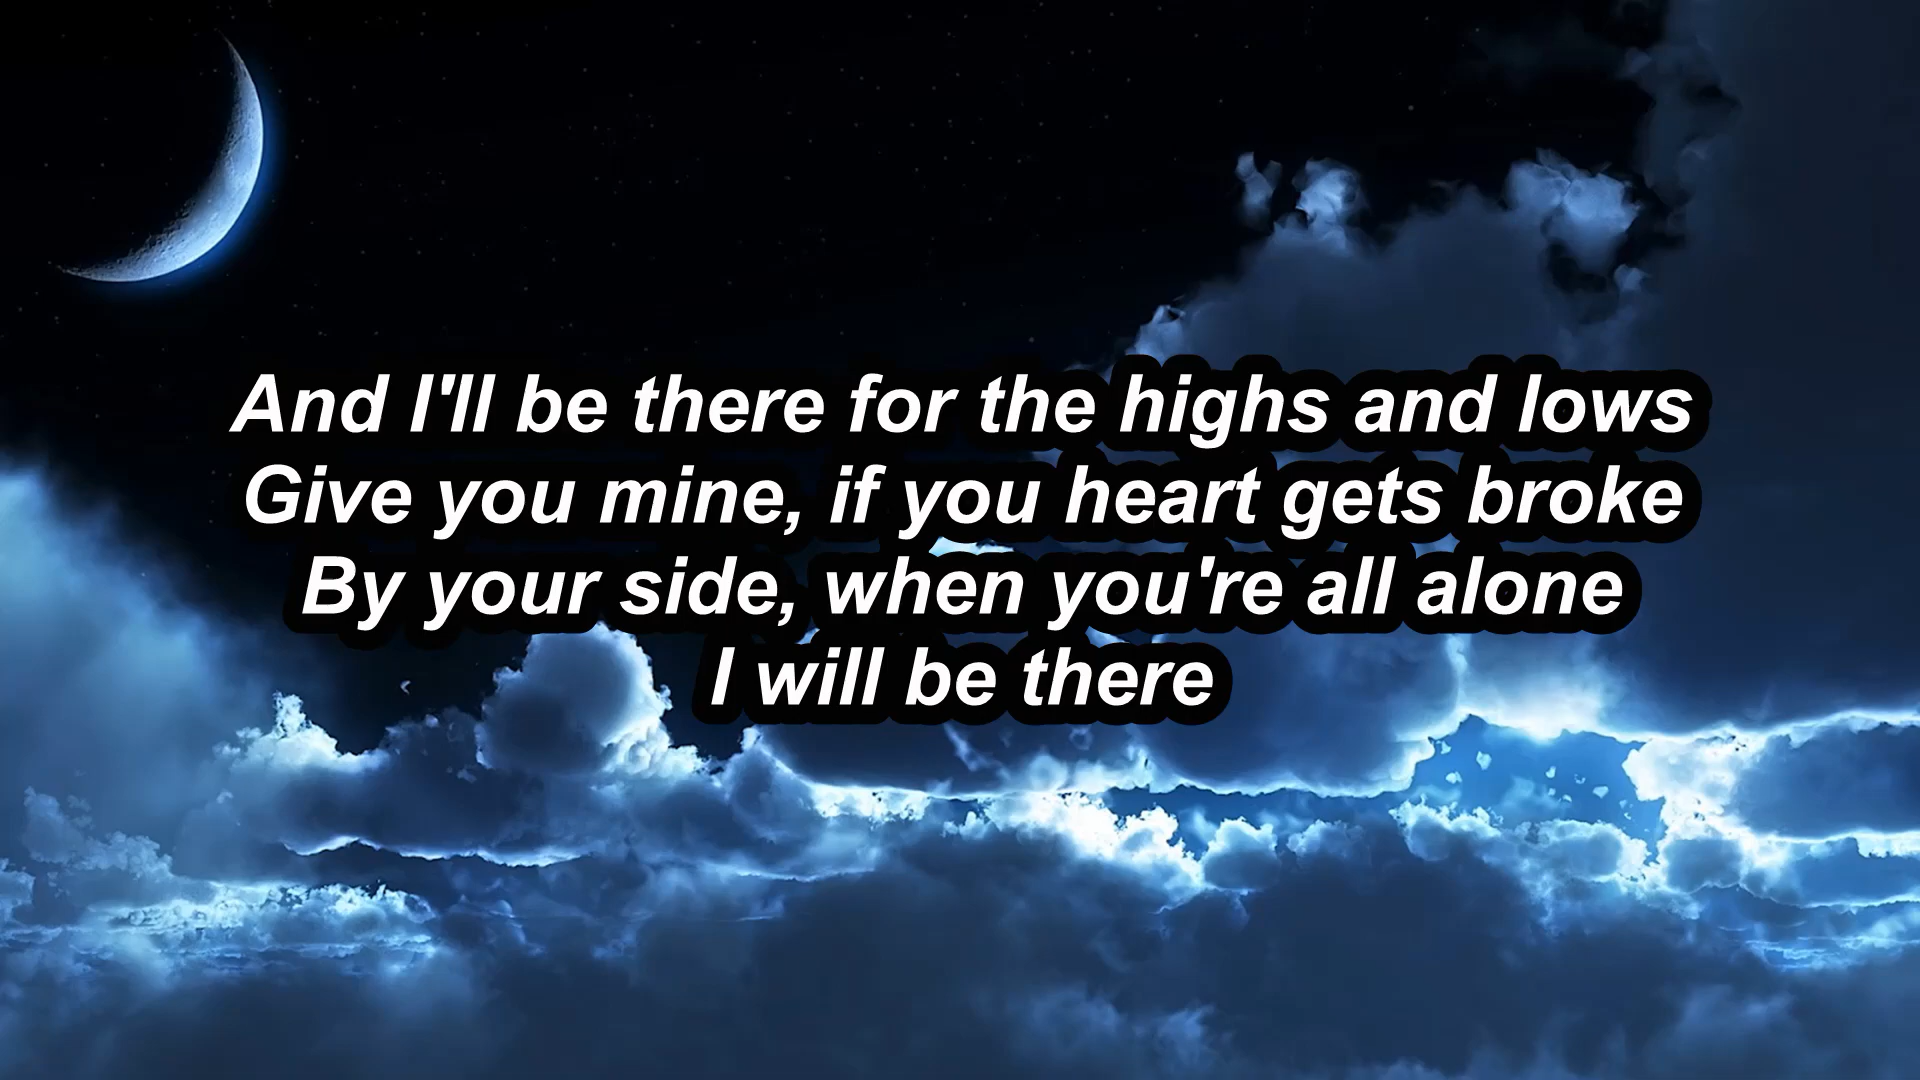 And I'll be there for the highs and lows
Give you mine, if you heart gets broke
By your side, when you're all alone
I will be there